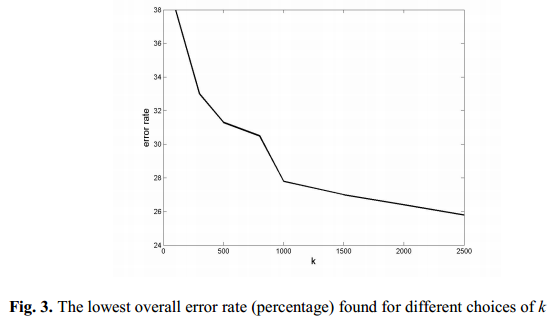 38
36
34
32
30
28
26
24
error rate
0 500 1000 1500 2000 2500
k
Fig. 3. The lowest overall error rate (percentage) found for different choices of k